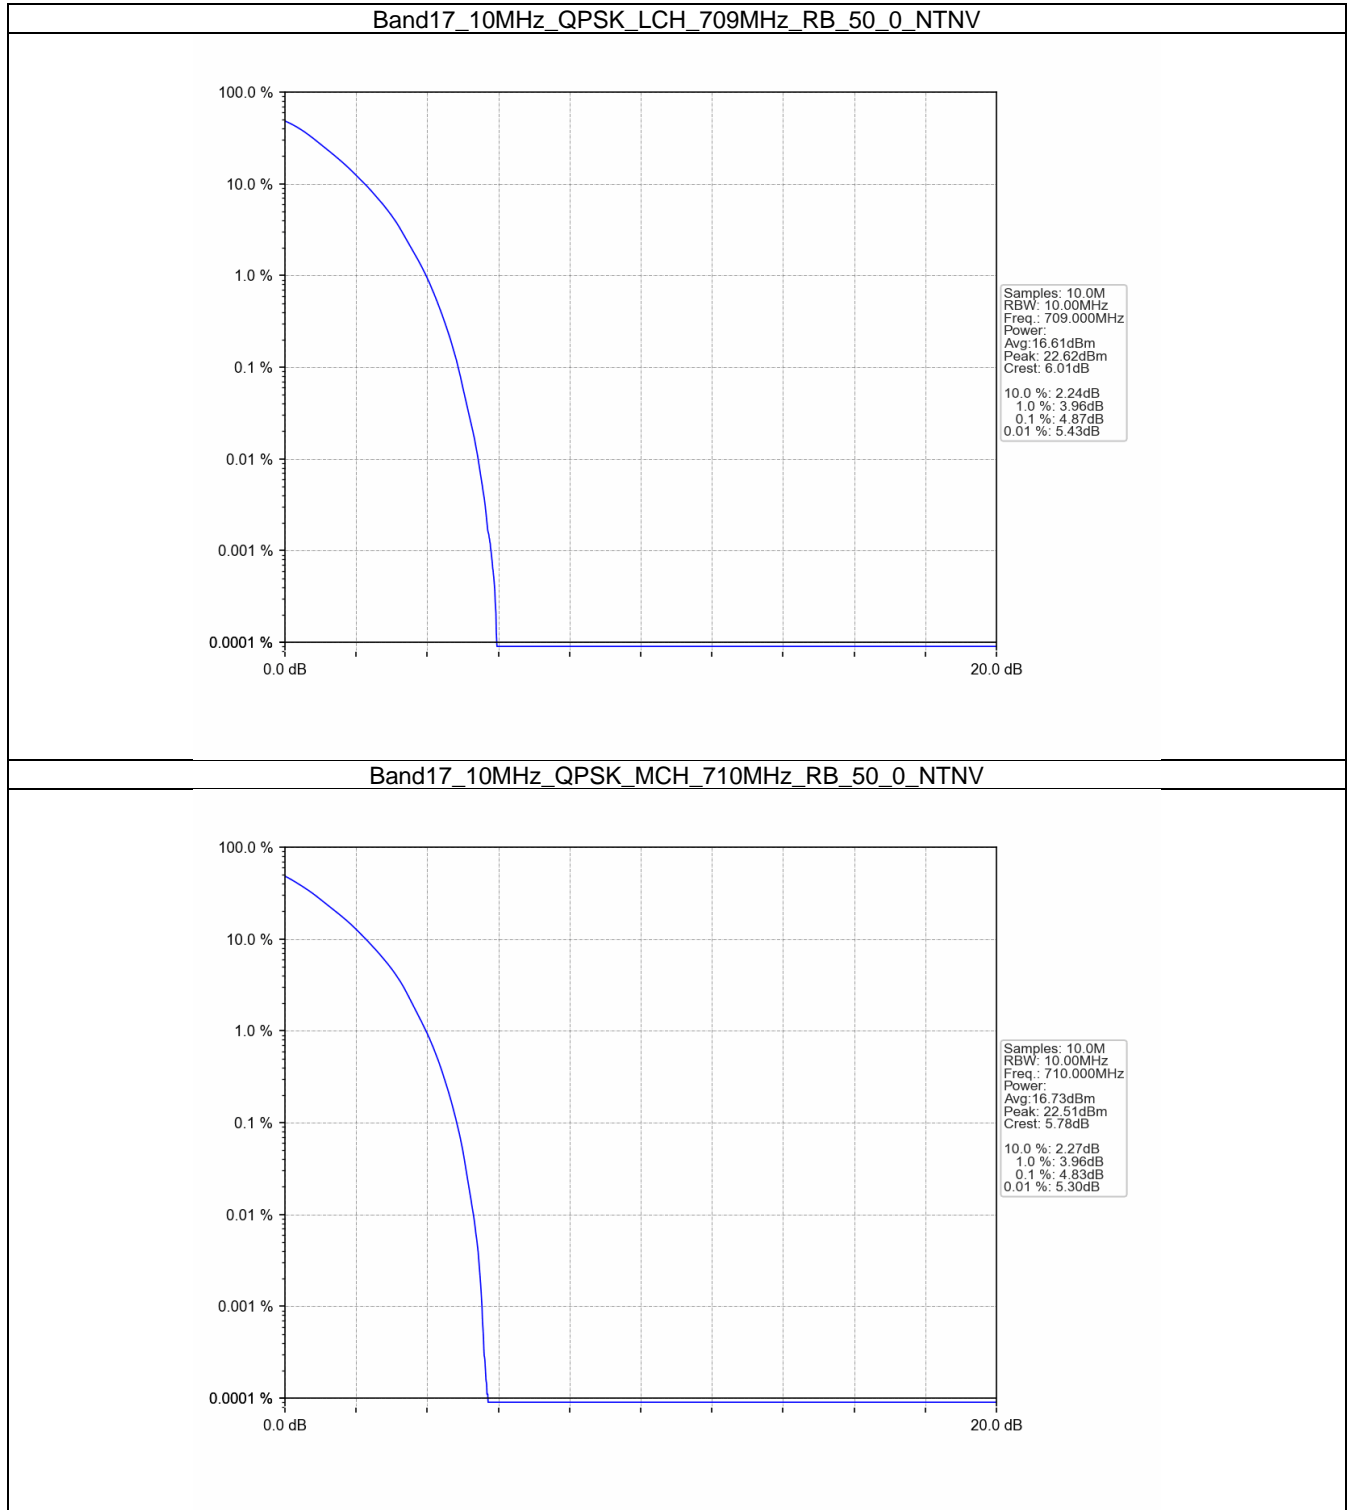 Band17_10MHz_QPSK_LCH_709MHz_RB_50_0_NTNV
100.0 %
10.0 %
1.0 %
0.1 %
0.01 %
0.001 %
0.0001 %
0.0 dB
20.0 dB
Samples: 10.0M
RBW: 10.00MHz
Freq.: 709.000MHz
Power:
Avg:16.61dBm
Peak: 22.62dBm
Crest: 6.01dB
10.0 %: 2.24dB
1.0 %: 3.96dB
0.1 %: 4.87dB
0.01 %: 5.43dB
Band17_10MHz_QPSK_MCH_710MHz_RB_50_0_NTNV
100.0 %
10.0 %
1.0 %
0.1 %
0.01 %
0.001 %
0.0001 %
0.0 dB
20.0 dB
Samples: 10.0M
RBW: 10.00MHz
Freq.: 710.000MHz
Power:
Avg:16.73dBm
Peak: 22.51dBm
Crest: 5.78dB
10.0 %: 2.27dB
1.0 %: 3.96dB
0.1 %: 4.83dB
0.01 %: 5.30dB